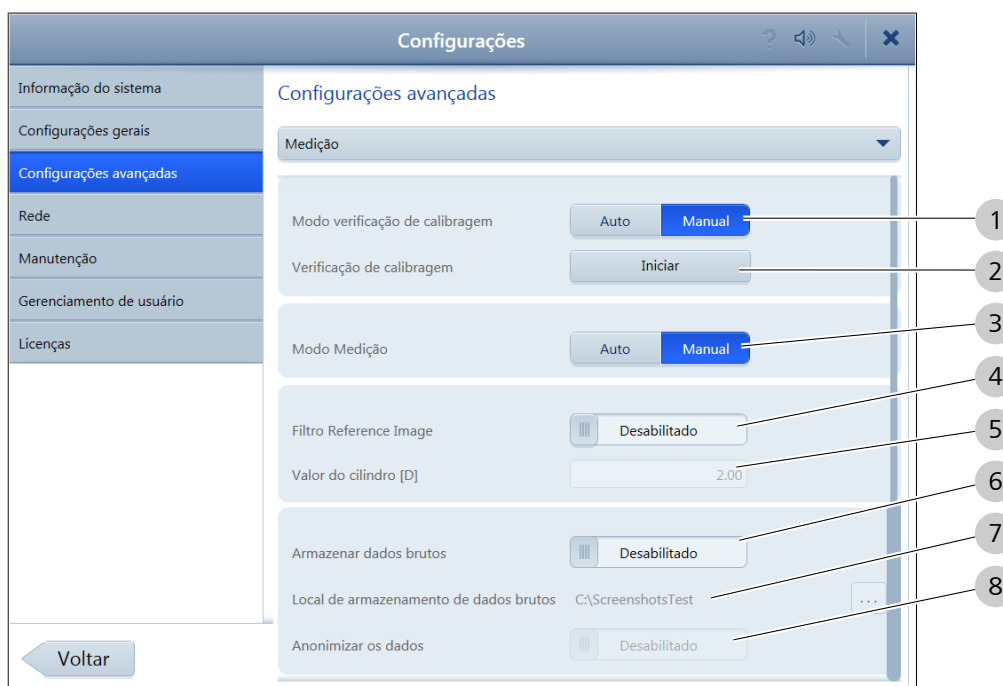 Configurações
?
Informação do sistema
Configurações gerais
Configurações avançadas
Rede
Manutenção
Gerenciamento de usuário
Licenças
Voltar
Configurações avançadas
Medição
Modo verificação de calibragem Auto Manual
Verificação de calibragem Iniciar
Modo Medição Auto Manual
Filtro Reference Image Desabilitado
Valor do cilindro [D] 2.00
Armazenar dados brutos Desabilitado
Local de armazenamento de dados brutos C:\ScreenshotsTest ...
Anonimizar os dados Desabilitado
1
2
3
4
5
6
7
8